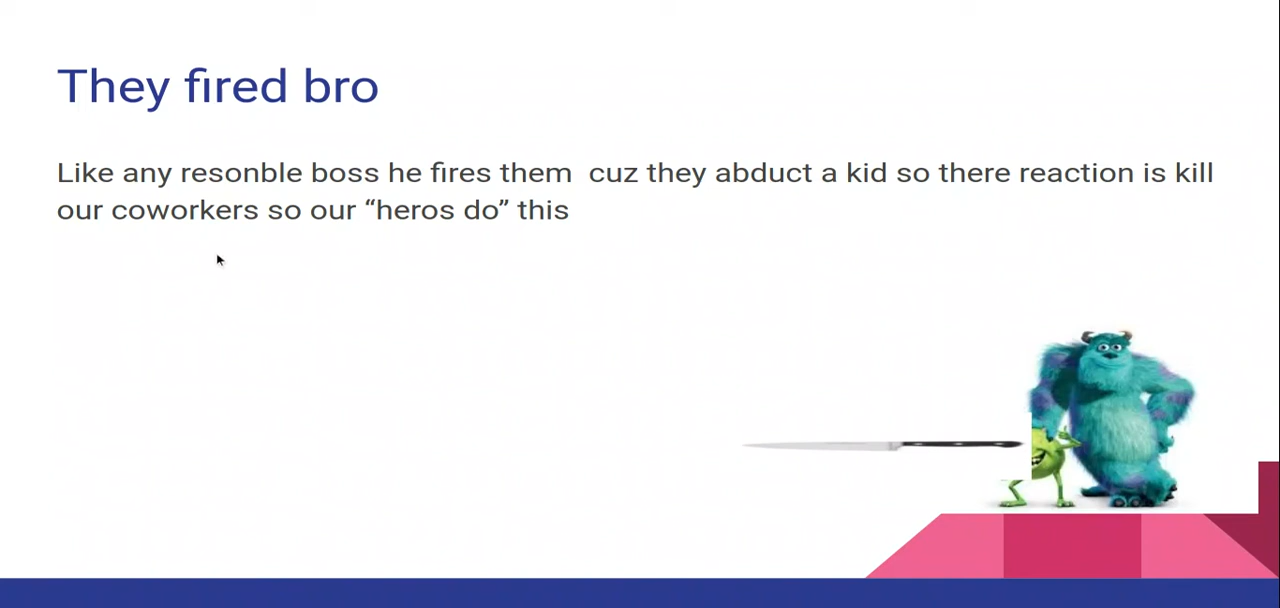 They fired bro
Like any resonble boss he fires them  cuz they abduct a kid so there reaction is kill
our coworkers so our “heros do” this